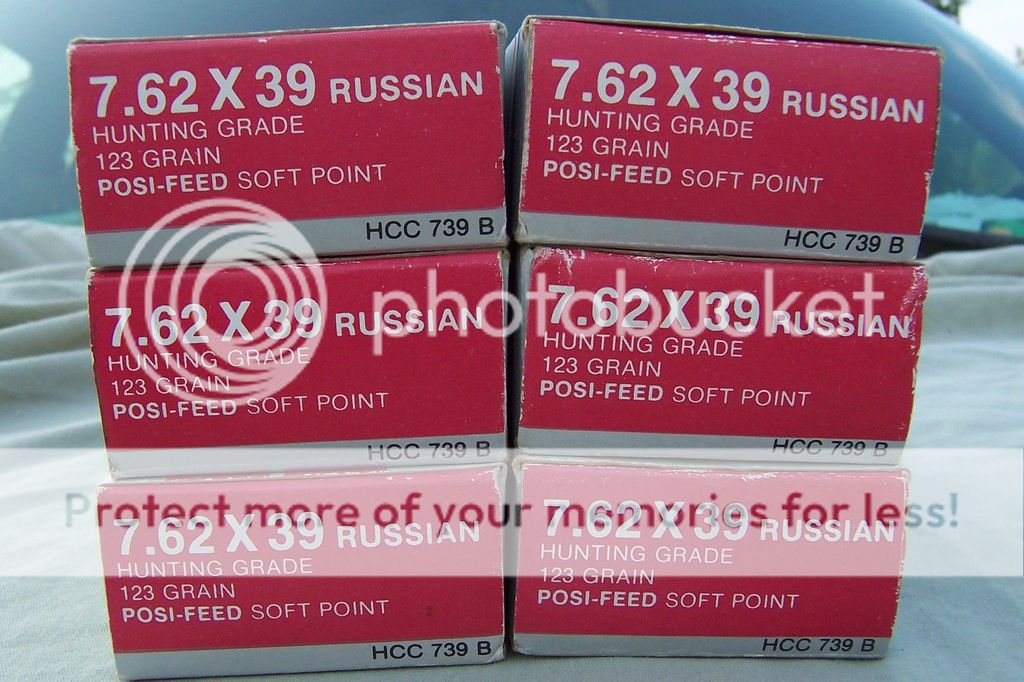 7.62 X 39 RUSSIAN
HUNTING GRADE
123 GRAIN
POSI-FEED SOFT POINT
HCC 739 B
7.62 X 39 RUSSIAN
HUNTING GRADE
123 GRAIN
POSI-FEED SOFT POINT
HCC 739 B
7.62 X 39 RUSSIAN
HUNTING GRADE
123 GRAIN
POSI-FEED SOFT POINT
HCC 739 B
7.62 X 39 RUSSIAN
HUNTING GRADE
123 GRAIN
POSI-FEED SOFT POINT
HCC 739 B
photobucket
7.62 X 39 RUSSIAN
HUNTING GRADE
123 GRAIN
POSI-FEED SOFT POINT
HCC 739 B
7.62 X 39 RUSSIAN
HUNTING GRADE
123 GRAIN
POSI-FEED SOFT POINT
HCC 739 B
Protect more of your memories for less!